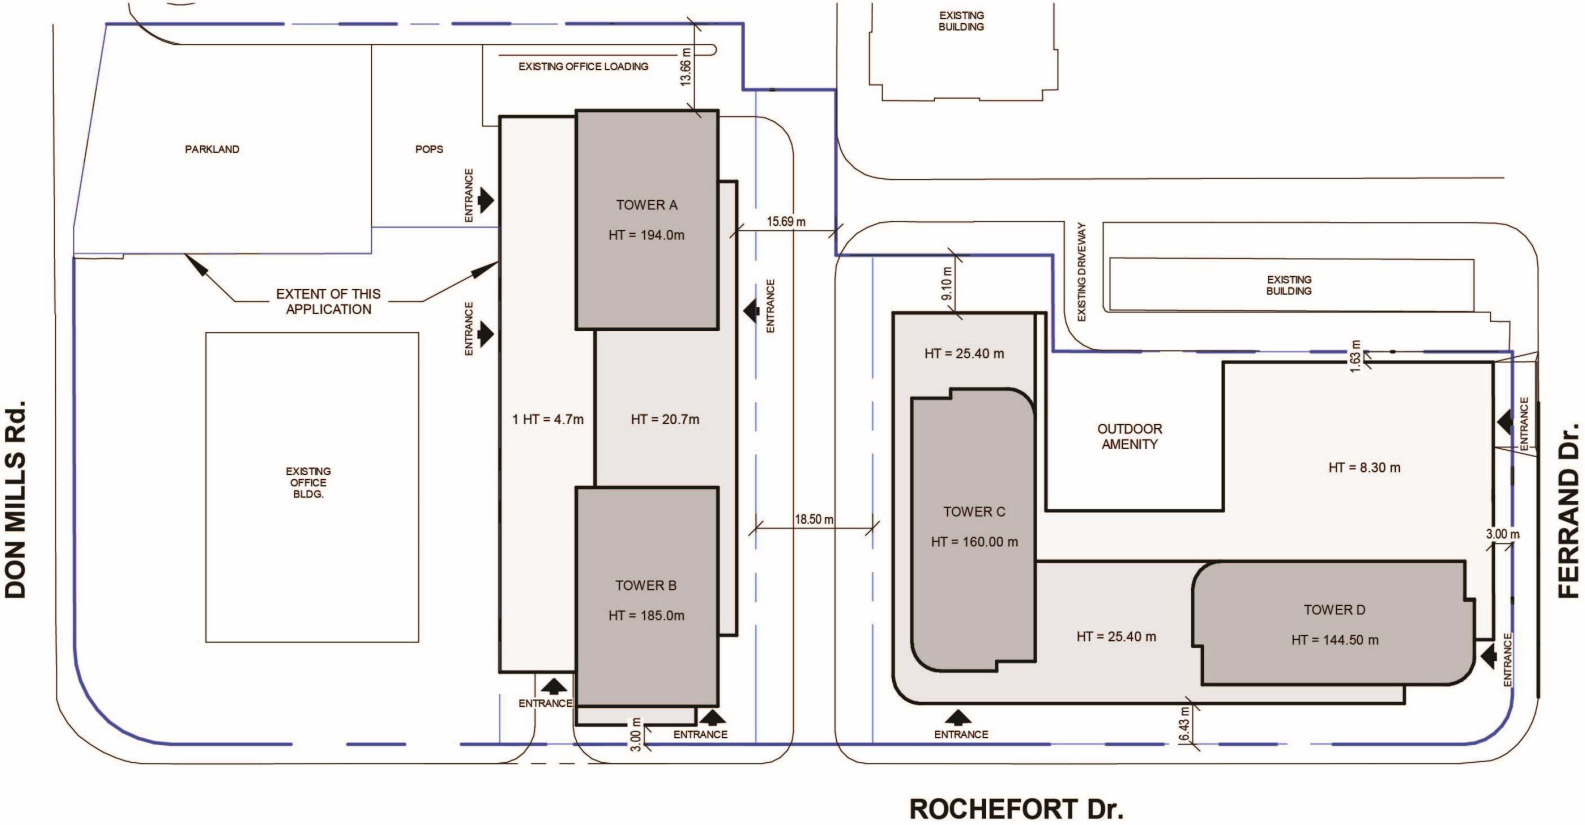 EXISTING
BUILDING
EXISTING OFFICE LOADING
13.66 m
PARKLAND
POPS
ENTRANCE
TOWER A
HT = 194.0m
15.69 m
EXISTING DRIVEWAY
EXISTING
BUILDING
9.10 m
EXTENT OF THIS
APPLICATION
ENTRANCE
ENTRANCE
HT = 25.40 m
1.63 m
1 HT = 4.7m
HT = 20.7m
OUTDOOR
AMENITY
ENTRANCE
HT = 8.30 m
EXISTING
OFFICE
BLDG.
DON MILLS Rd.
FERRAND Dr.
18.50 m
TOWER C
HT = 160.00 m
3.00 m
TOWER B
HT = 185.0m
TOWER D
HT = 144.50 m
HT = 25.40 m
ENTRANCE
ENTRANCE
3.00 m
ENTRANCE
ENTRANCE
6.43 m
ROCHEFORT Dr.